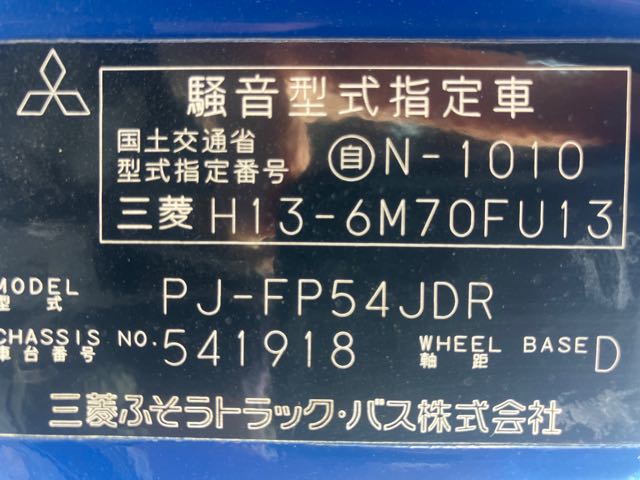 騒音型式指定車
国土交通省
型式指定番号 自N-1010
三菱 H13-6M70FU13
MODEL
型式 PJ-FP54JDR
CHASSIS NO.
車台番号 541918 WHEEL BASE
軸距 D
三菱ふそうトラック・バス株式会社